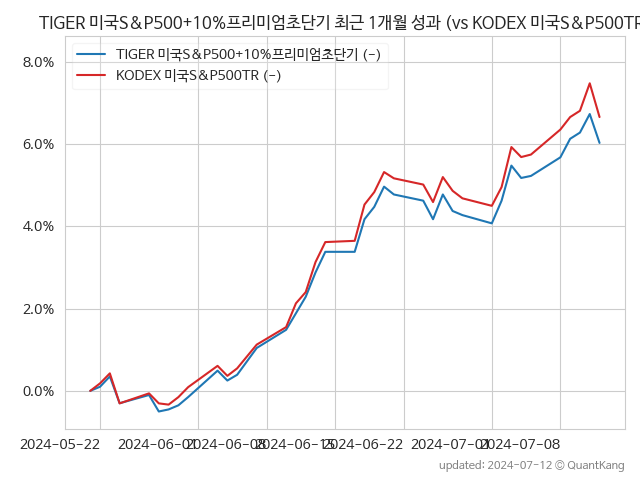 TIGER 미국S&P500+10%프리미엄초단기 최근 1개월 성과 (vs KODEX 미국S&P500TR
TIGER 미국S&P500+10%프리미엄초단기 (-)
KODEX 미국S&P500TR (-)
8.0%
6.0%
4.0%
2.0%
0.0%
2024-05-22 2024-06-01 2024-06-08 2024-06-15 2024-06-22 2024-07-01 2024-07-08
updated: 2024-07-12 © QuantKang